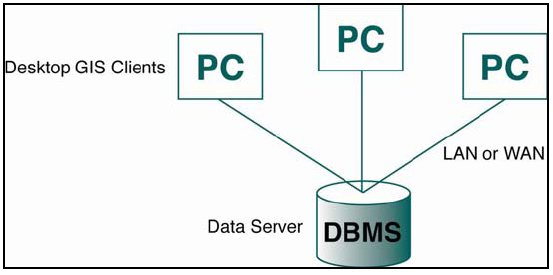 PC
Desktop GIS Clients
PC
PC
LAN or WAN
Data Server
DBMS